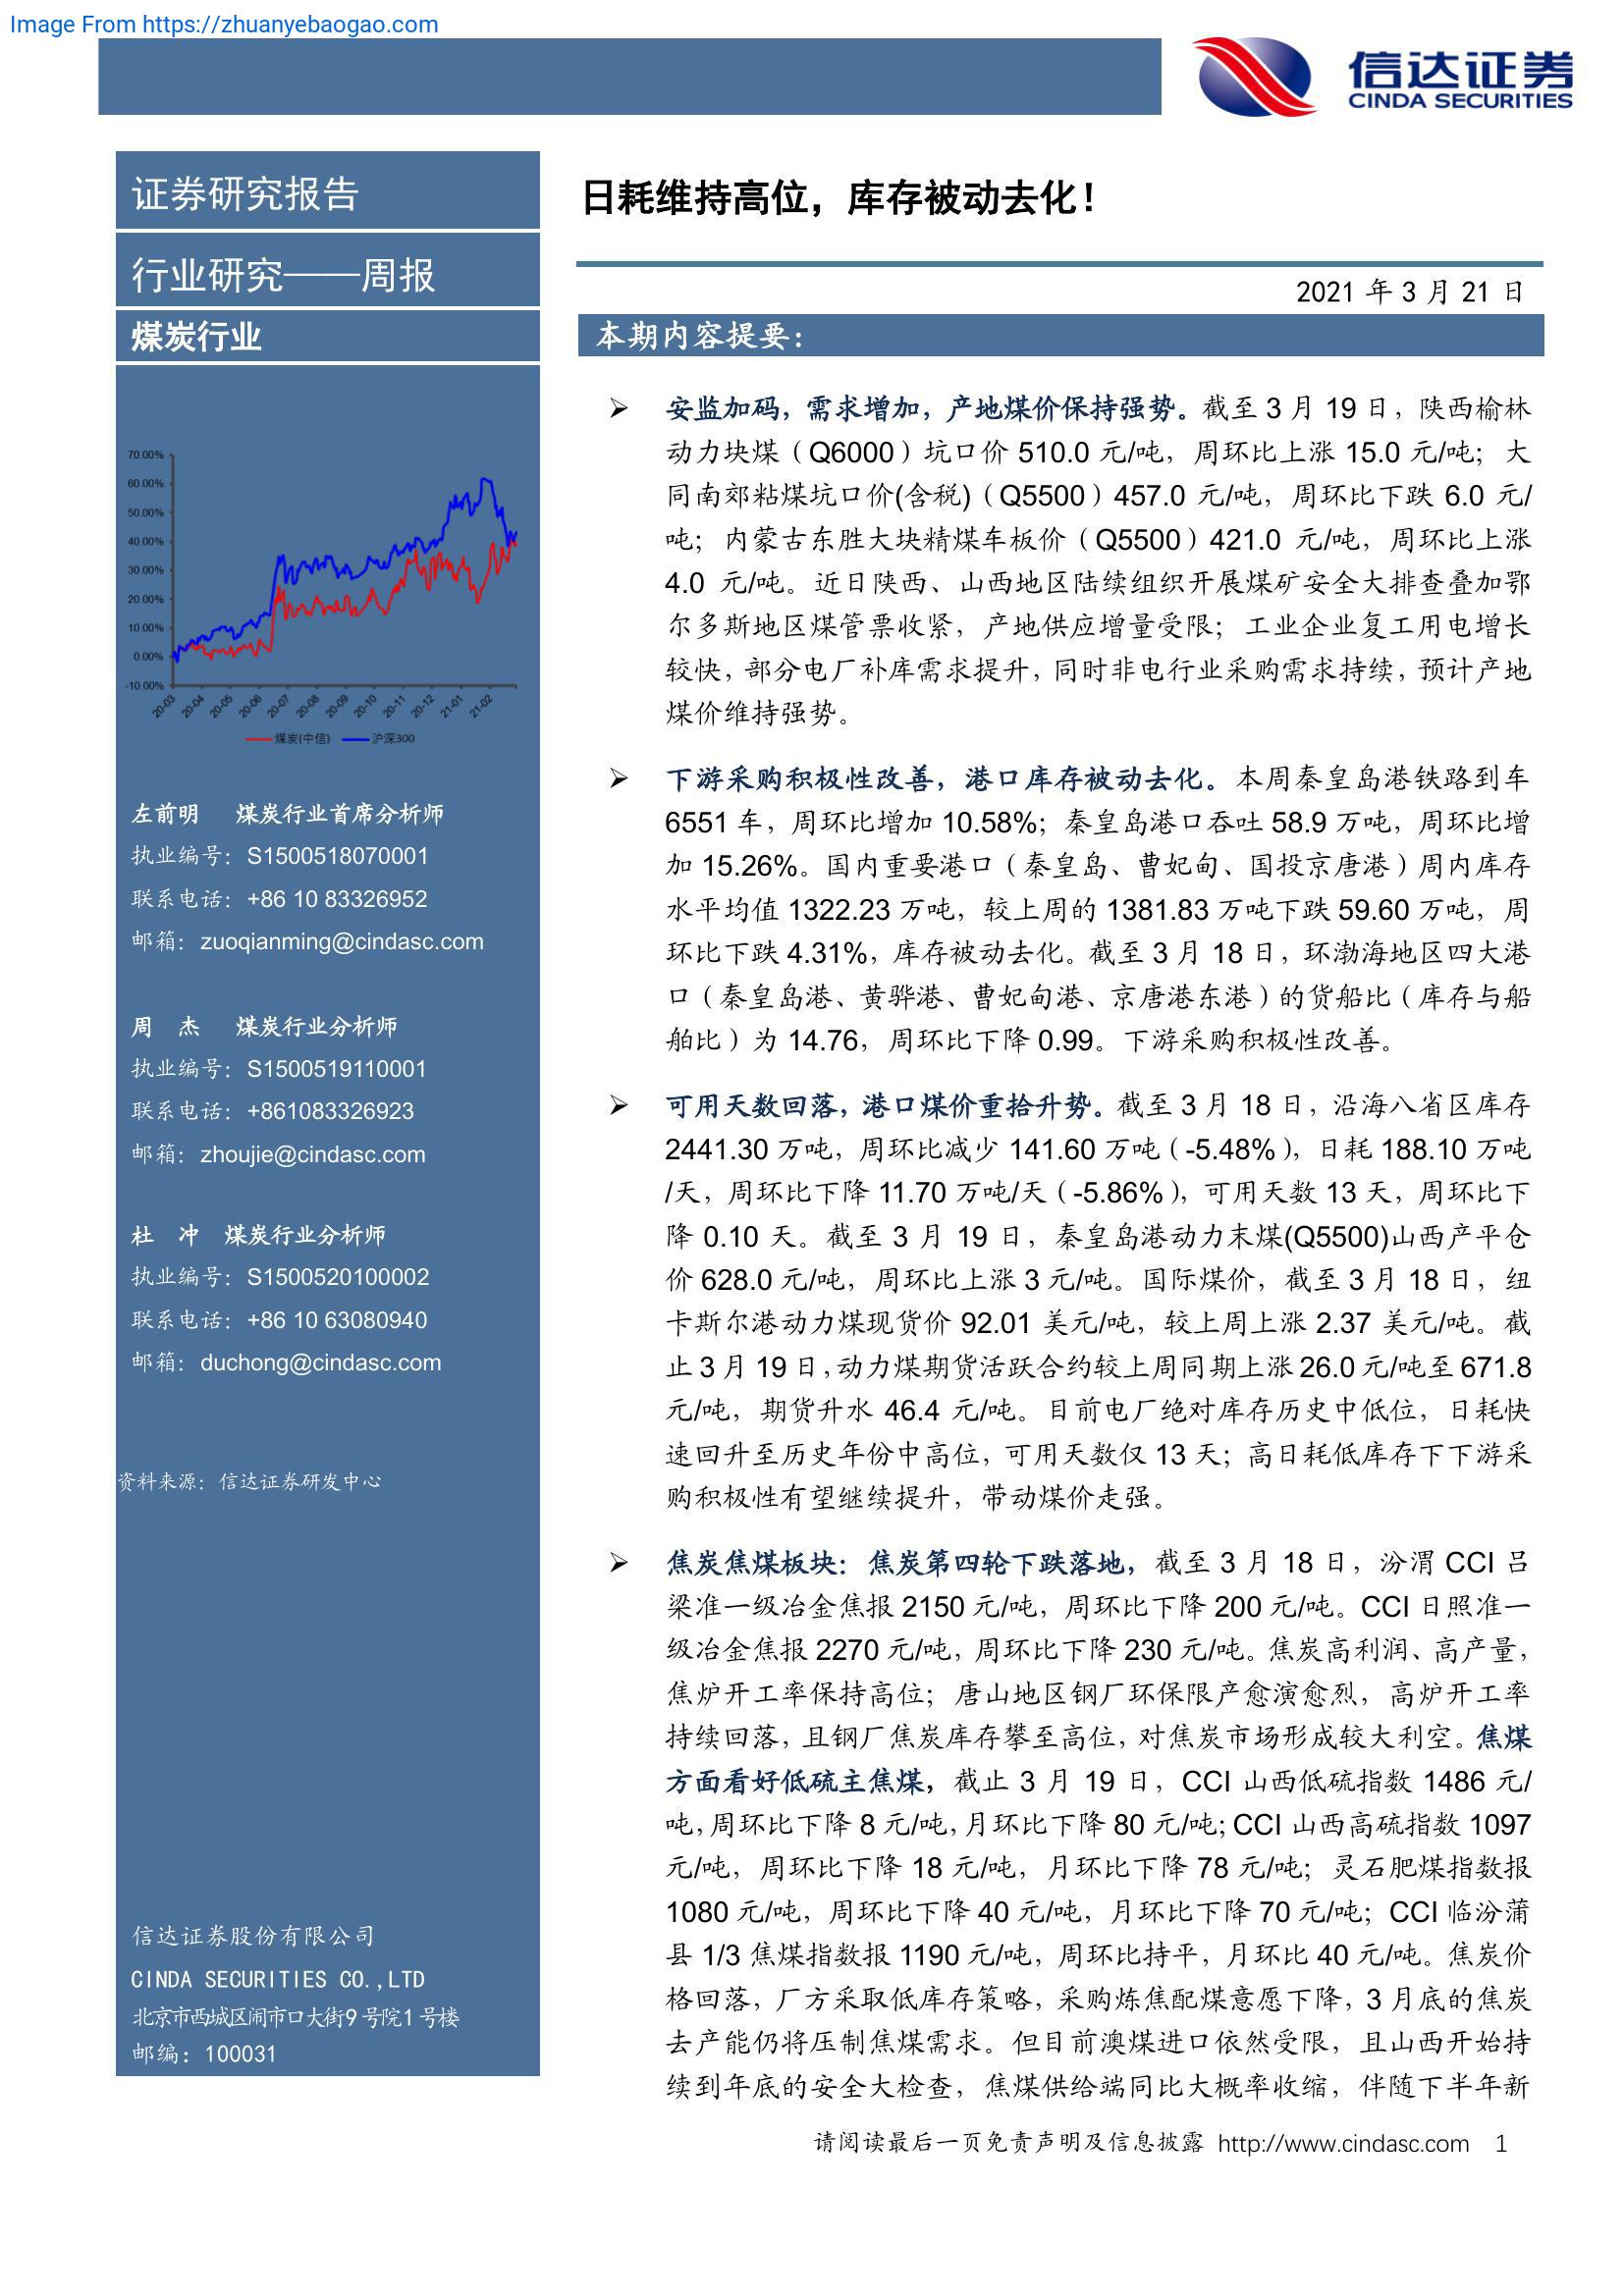 Image From https://zhuanyebaogao.com
信达证券
CINDA SECURITIES
证券研究报告
行业研究——周报
煤炭行业
70.00%
60.00%
50.00%
40.00%
30.00%
20.00%
10.00%
0.00%
-10.00%
20-03
20-04
20-05
20-06
20-07
20-08
20-09
20-10
20-11
20-12
21-01
21-02
煤炭(中信) 沪深300
左前明 煤炭行业首席分析师
执业编号：S1500518070001
联系电话：+86 10 83326952
邮箱：zuoqianming@cindasc.com
周 杰 煤炭行业分析师
执业编号：S1500519110001
联系电话：+861083326923
邮箱：zhoujie@cindasc.com
杜 冲 煤炭行业分析师
执业编号：S1500520100002
联系电话：+86 10 63080940
邮箱：duchong@cindasc.com
资料来源：信达证券研发中心
信达证券股份有限公司
CINDA SECURITIES CO.,LTD
北京市西城区闹市口大街9号院1号楼
邮编：100031
日耗维持高位，库存被动去化！
2021 年 3 月 21 日
本期内容提要：
➢ 安监加码，需求增加，产地煤价保持强势。截至 3 月 19 日，陕西榆林
动力块煤（Q6000）坑口价 510.0 元/吨，周环比上涨 15.0 元/吨；大
同南郊粘煤坑口价(含税)（Q5500）457.0 元/吨，周环比下跌 6.0 元/
吨；内蒙古东胜大块精煤车板价（Q5500）421.0 元/吨，周环比上涨
4.0 元/吨。近日陕西、山西地区陆续组织开展煤矿安全大排查叠加鄂
尔多斯地区煤管票收紧，产地供应增量受限；工业企业复工用电增长
较快，部分电厂补库需求提升，同时非电行业采购需求持续，预计产地
煤价维持强势。
➢ 下游采购积极性改善，港口库存被动去化。本周秦皇岛港铁路到车
6551 车，周环比增加 10.58%；秦皇岛港口吞吐 58.9 万吨，周环比增
加 15.26%。国内重要港口（秦皇岛、曹妃甸、国投京唐港）周内库存
水平均值 1322.23 万吨，较上周的 1381.83 万吨下跌 59.60 万吨，周
环比下跌 4.31%，库存被动去化。截至 3 月 18 日，环渤海地区四大港
口（秦皇岛港、黄骅港、曹妃甸港、京唐港东港）的货船比（库存与船
舶比）为 14.76，周环比下降 0.99。下游采购积极性改善。
➢ 可用天数回落，港口煤价重拾升势。截至 3 月 18 日，沿海八省区库存
2441.30 万吨，周环比减少 141.60 万吨（-5.48%），日耗 188.10 万吨
/天，周环比下降 11.70 万吨/天（-5.86%），可用天数 13 天，周环比下
降 0.10 天。截至 3 月 19 日，秦皇岛港动力末煤(Q5500)山西产平仓
价 628.0 元/吨，周环比上涨 3 元/吨。国际煤价，截至 3 月 18 日，纽
卡斯尔港动力煤现货价 92.01 美元/吨，较上周上涨 2.37 美元/吨。截
止 3 月 19 日，动力煤期货活跃合约较上周同期上涨 26.0 元/吨至 671.8
元/吨，期货升水 46.4 元/吨。目前电厂绝对库存历史中低位，日耗快
速回升至历史年份中高位，可用天数仅 13 天；高日耗低库存下下游采
购积极性有望继续提升，带动煤价走强。
➢ 焦炭焦煤板块：焦炭第四轮下跌落地，截至 3 月 18 日，汾渭 CCI 吕
梁准一级冶金焦报 2150 元/吨，周环比下降 200 元/吨。CCI 日照准一
级冶金焦报 2270 元/吨，周环比下降 230 元/吨。焦炭高利润、高产量，
焦炉开工率保持高位；唐山地区钢厂环保限产愈演愈烈，高炉开工率
持续回落，且钢厂焦炭库存攀至高位，对焦炭市场形成较大利空。焦煤
方面看好低硫主焦煤，截止 3 月 19 日，CCI 山西低硫指数 1486 元/
吨，周环比下降 8 元/吨，月环比下降 80 元/吨；CCI 山西高硫指数 1097
元/吨，周环比下降 18 元/吨，月环比下降 78 元/吨；灵石肥煤指数报
1080 元/吨，周环比下降 40 元/吨，月环比下降 70 元/吨；CCI 临汾蒲
县 1/3 焦煤指数报 1190 元/吨，周环比持平，月环比 40 元/吨。焦炭价
格回落，厂方采取低库存策略，采购炼焦配煤意愿下降，3 月底的焦炭
去产能仍将压制焦煤需求。但目前澳煤进口依然受限，且山西开始持
续到年底的安全大检查，焦煤供给端同比大概率收缩，伴随下半年新
请阅读最后一页免责声明及信息披露 http://www.cindasc.com 1